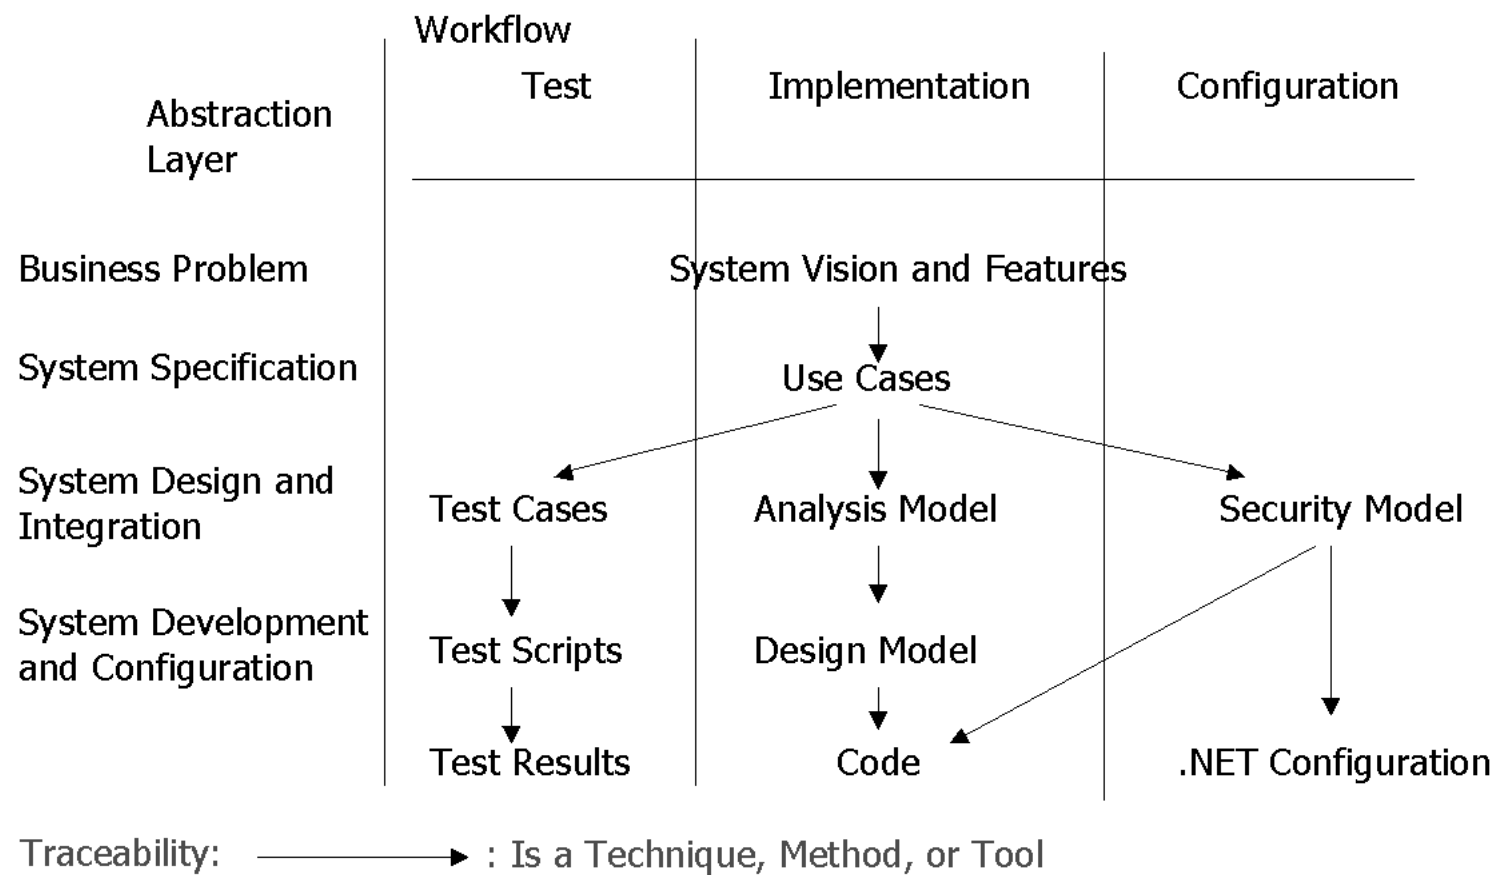 Workflow
Test
Implementation
Configuration
Abstraction
Layer
Business Problem
System Vision and Features
System Specification
Use Cases
System Design and
Integration
Test Cases
Analysis Model
Security Model
System Development
and Configuration
Test Scripts
Design Model
Test Results
Code
.NET Configuration
Traceability:
: Is a Technique, Method, or Tool